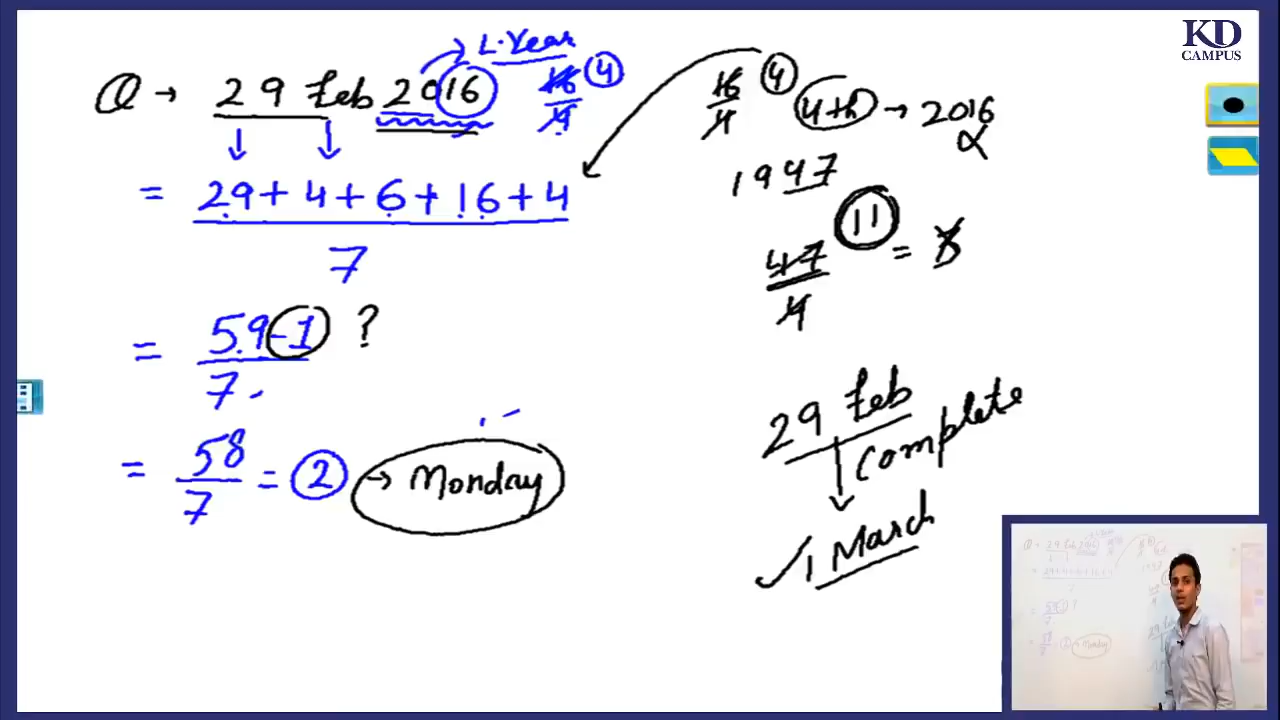 KD
CAMPUS
L.Year
Q → 29 Feb 2016 16/4 4
= 29 + 4 + 6 + 16 + 4
7
= 59 - 1 ?
7
= 58/7 = 2 → Monday
16/4 4 4th → 2016
1947
47/4 11 =
29 Feb
Complete
1 March